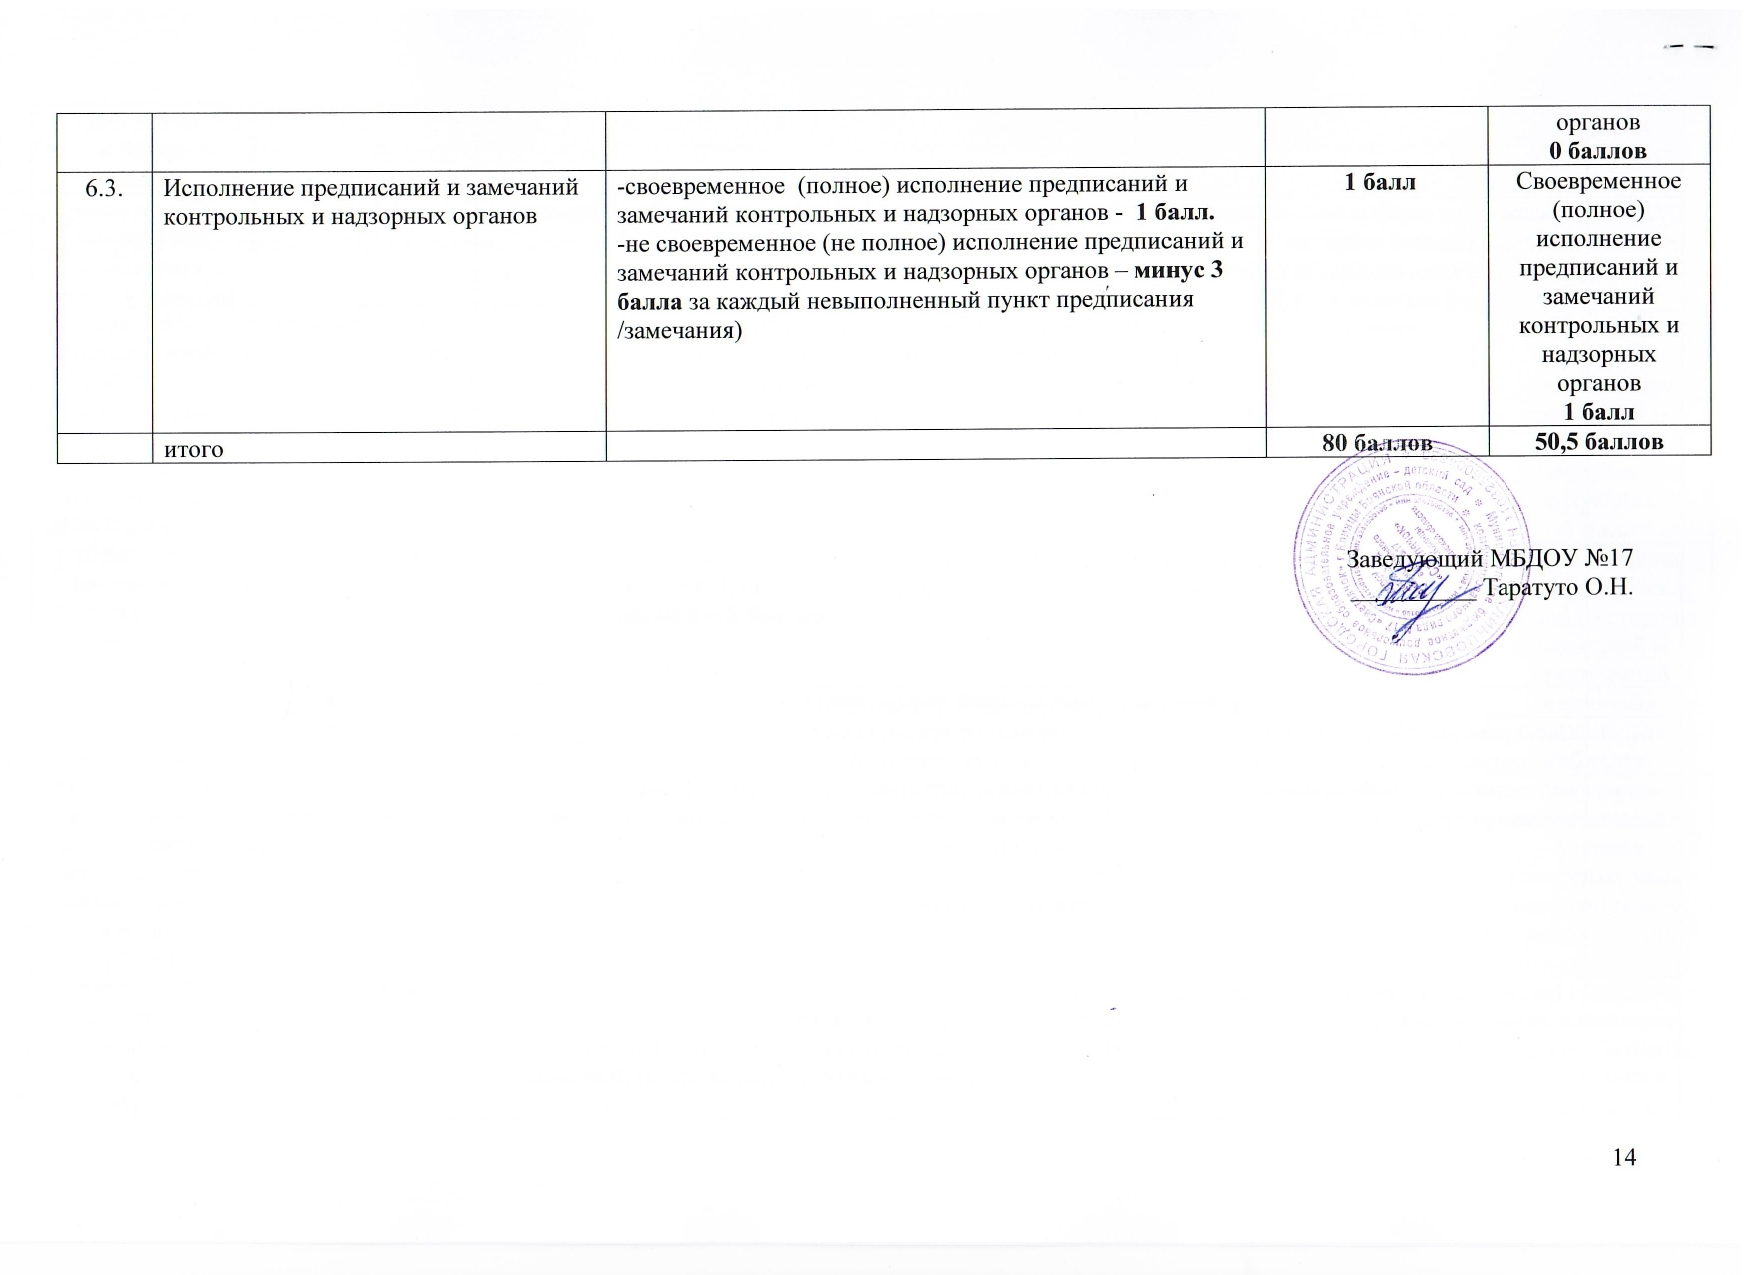 органов
0 баллов
6.3.
Исполнение предписаний и замечаний
контрольных и надзорных органов
-своевременное (полное) исполнение предписаний и
замечаний контрольных и надзорных органов - 1 балл.
-не своевременное (не полное) исполнение предписаний и
замечаний контрольных и надзорных органов – минус 3
балла за каждый невыполненный пункт предписания
/замечания)
1 балл
Своевременное
(полное)
исполнение
предписаний и
замечаний
контрольных и
надзорных
органов
1 балл
итого
80 баллов
50,5 баллов
Заведующий МБДОУ №17
Таратуто О.Н.
14